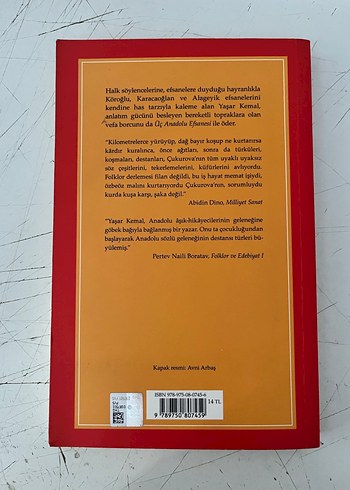 Halk söylencelerine, efsanelere duyduğu hayranlıkla
Köroğlu, Karacaoğlan ve Alageyik efsanelerini
kendine has tarzıyla kaleme alan Yaşar Kemal,
anlatım gücünü besleyen bereketli topraklara olan
vefa borcunu da Üç Anadolu Efsanesi ile öder.
"Kilometrelerce yürüyüp, dağ bayır koşup ne kurtarırsa
kârdır kuralınca, önce ağıtları, sonra da türküleri,
koşmaları, destanları, Çukurova'nın tüm uyaklı uyaksız
söz çeşitlerini, tekerlemelerini, küfürlerini avlıyordu.
Folklor derlemesi filan değildi, bu iş hayat memat işiydi,
özbeöz malını kurtarıyordu Çukurova'nın, sorumluydu
kurda kuşa karşı, şaka değil."
Abidin Dino, Milliyet Sanat
"Yaşar Kemal, Anadolu âşık-hikâyecilerinin geleneğine
göbek bağıyla bağlanmış bir yazar. Onu ta çocukluğundan
başlayarak Anadolu sözlü geleneğinin destansı türleri bü-
yülemiş."
Pertev Naili Boratav, Folklor ve Edebiyat I
Kapak resmi: Avni Arbaş
ISBN 978-975-08-0745-6
14 TL
9 789750 807459